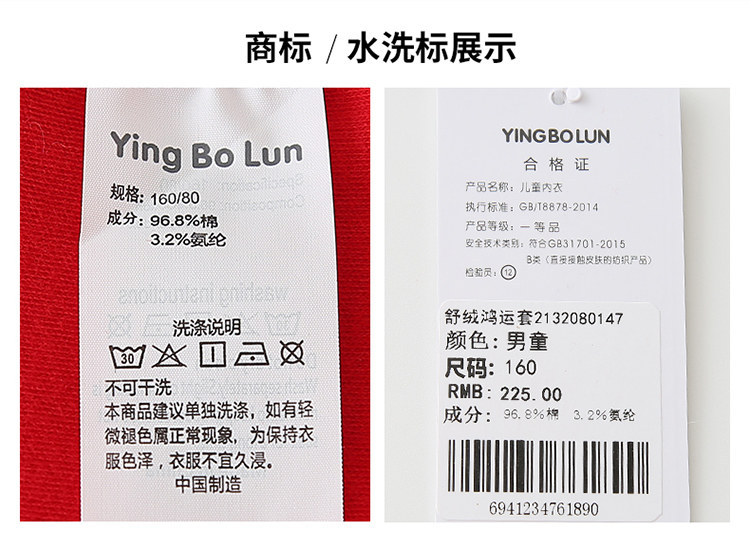 商标 / 水洗标展示
Ying Bo Lun
规格: 160/80
成分: 96.8%棉
3.2%氨纶
washing instructions
洗涤说明
30
不可干洗
本商品建议单独洗涤，如有轻
微褪色属正常现象，为保持衣
服色泽，衣服不宜久浸。
中国制造
YINGBOLUN
合格证
产品名称: 儿童内衣
执行标准: GB/T8878-2014
产品等级: 一等品
安全技术类别: 符合GB31701-2015
B类 (直接接触皮肤的纺织产品)
检验员: 12
舒绒鸿运套2132080147
颜色: 男童
尺码: 160
RMB: 225.00
成分: 96.8%棉 3.2%氨纶
6941234761890